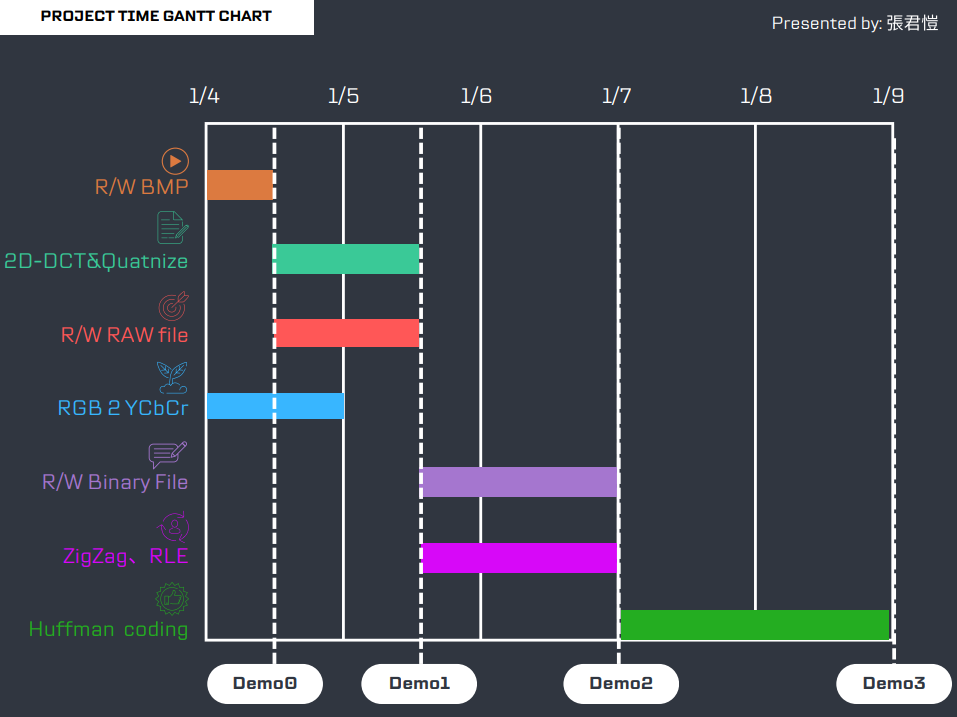 PROJECT TIME GANTT CHART
Presented by: 張君愷
1/4 1/5 1/6 1/7 1/8 1/9
R/W BMP
2D-DCT&Quatnize
R/W RAW file
RGB 2 YCbCr
R/W Binary File
ZigZag、RLE
Huffman coding
Demo0 Demo1 Demo2 Demo3